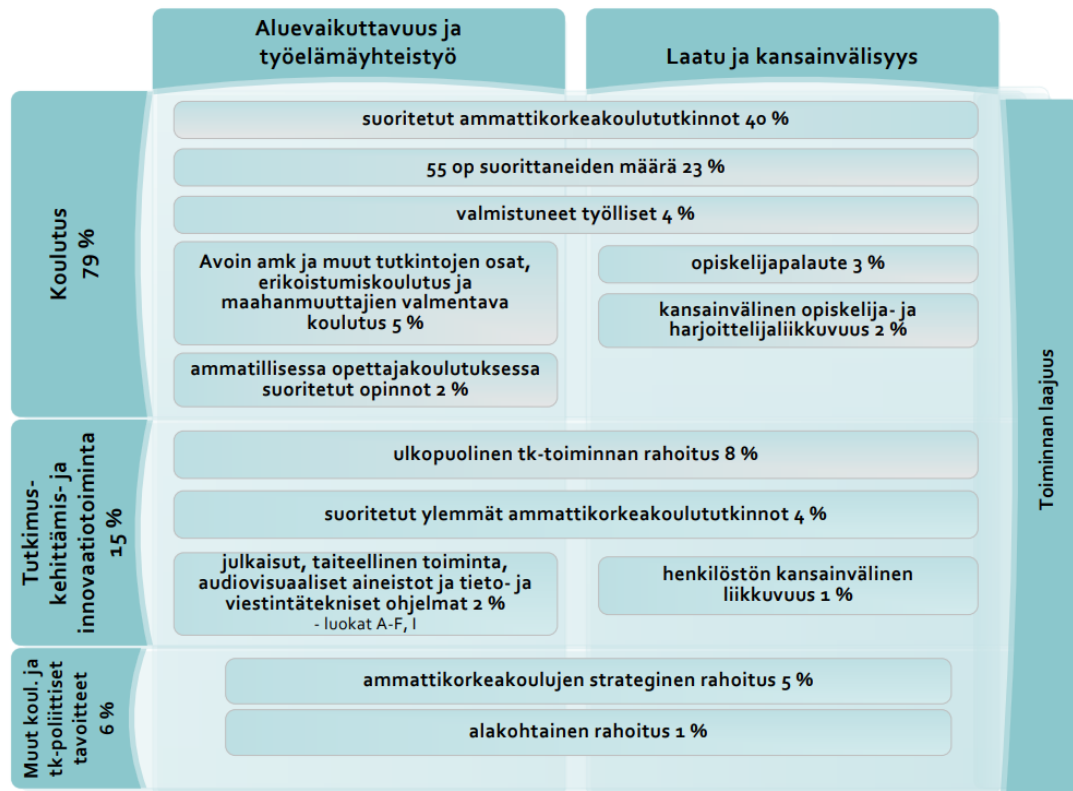 Aluevaikuttavuus ja
työelämäyhteistyö
Laatu ja kansainvälisyys
Koulutus
79 %
suoritetut ammattikorkeakoulututkinnot 40 %
55 op suorittaneiden määrä 23 %
valmistuneet työlliset 4 %
Avoin amk ja muut tutkintojen osat,
erikoistumiskoulutus ja
maahanmuuttajien valmentava
koulutus 5 %
opiskelijapalaute 3 %
kansainvälinen opiskelija- ja
harjoittelijaliikkuvuus 2 %
ammatillisessa opettajakoulutuksessa
suoritetut opinnot 2 %
Tutkimus-
kehittämis- ja
innovaatiotoiminta
15 %
ulkopuolinen tk-toiminnan rahoitus 8 %
suoritetut ylemmät ammattikorkeakoulututkinnot 4 %
julkaisut, taiteellinen toiminta,
audiovisuaaliset aineistot ja tieto- ja
viestintätekniset ohjelmat 2 %
- luokat A-F, I
henkilöstön kansainvälinen
liikkuvuus 1 %
Muut koul. ja
tk-poliittiset
tavoitteet
6 %
ammattikorkeakoulujen strateginen rahoitus 5 %
alakohtainen rahoitus 1 %
Toiminnan laajuus